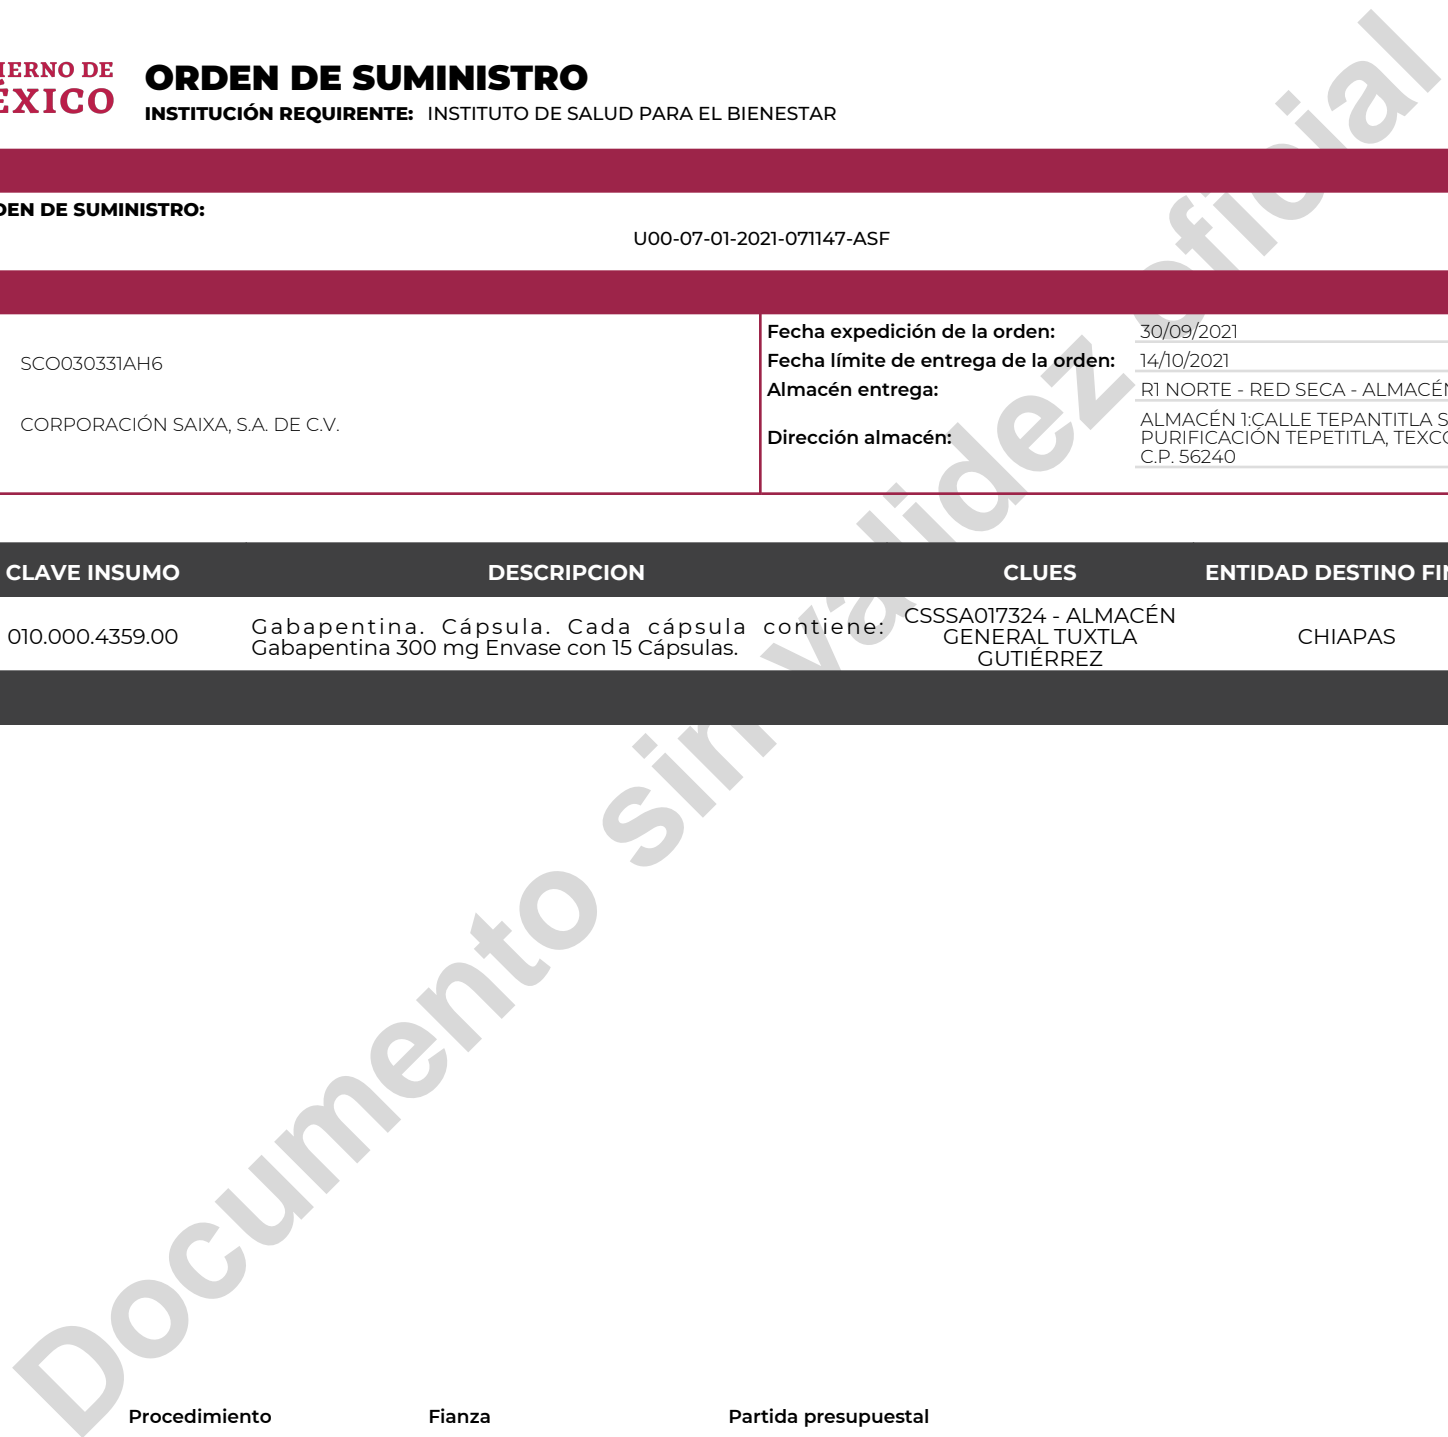 IERNO DE
ÉXICO
ORDEN DE SUMINISTRO
INSTITUCIÓN REQUIRENTE: INSTITUTO DE SALUD PARA EL BIENESTAR
DEN DE SUMINISTRO:
U00-07-01-2021-071147-ASF
SCO030331AH6
CORPORACIÓN SAIXA, S.A. DE C.V.
Fecha expedición de la orden: 30/09/2021
Fecha límite de entrega de la orden: 14/10/2021
Almacén entrega: R1 NORTE - RED SECA - ALMACÉN
Dirección almacén: ALMACÉN 1:CALLE TEPANTITLA S
PURIFICACIÓN TEPETITLA, TEXCO
C.P. 56240
CLAVE INSUMO DESCRIPCION CLUES ENTIDAD DESTINO FIN
010.000.4359.00
Gabapentina. Cápsula. Cada cápsula contiene:
Gabapentina 300 mg Envase con 15 Cápsulas.
CSSSA017324 - ALMACÉN
GENERAL TUXTLA
GUTIÉRREZ
CHIAPAS
Documento sin validez oficial
Procedimiento Fianza Partida presupuestal